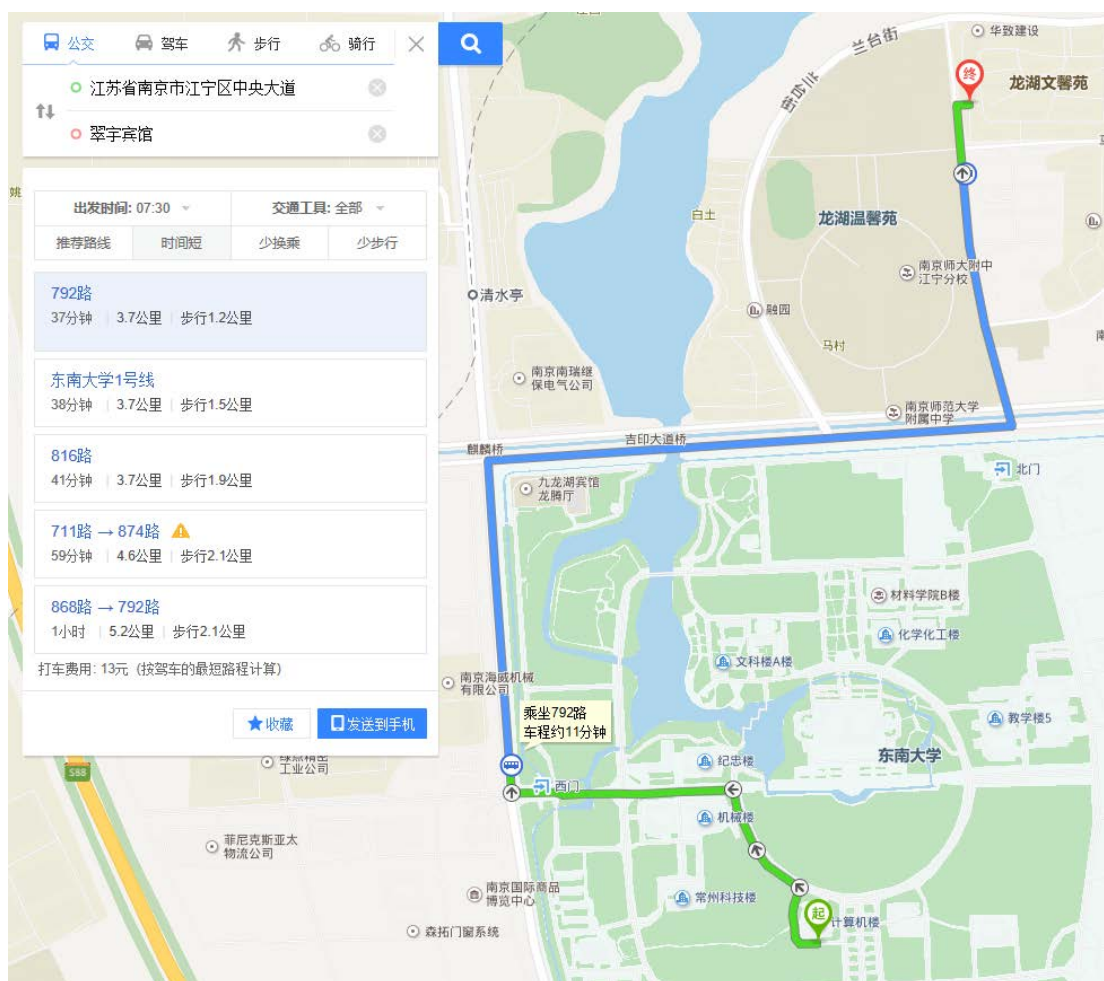 公交
驾车
步行
骑行
江苏省南京市江宁区中央大道
翠宇宾馆
出发时间: 07:30
交通工具: 全部
推荐路线
时间短
少换乘
少步行
792路
37分钟 | 3.7公里 | 步行1.2公里
东南大学1号线
38分钟 | 3.7公里 | 步行1.5公里
816路
41分钟 | 3.7公里 | 步行1.9公里
711路 → 874路
59分钟 | 4.6公里 | 步行2.1公里
868路 → 792路
1小时 | 5.2公里 | 步行2.1公里
打车费用: 13元 (按驾车的最短路程计算)
收藏
发送到手机
姚
华致建设
兰台街
兰台街
终
龙湖文馨苑
白土
龙湖温馨苑
南京师大附中
江宁分校
清水亭
融园
马村
南京南瑞继
保电气公司
南京师范大学
附属中学
吉印大道桥
麒麟桥
北门
九龙湖宾馆
龙腾厅
材料学院B楼
化学化工楼
文科楼A楼
南京海威机械
有限公司
乘坐792路
车程约11分钟
教学楼5
东南大学
纪忠楼
西门
工业公司
S88
机械楼
菲尼克斯亚太
物流公司
南京国际商品
博览中心
常州科技楼
起
计算机楼
森拓门窗系统